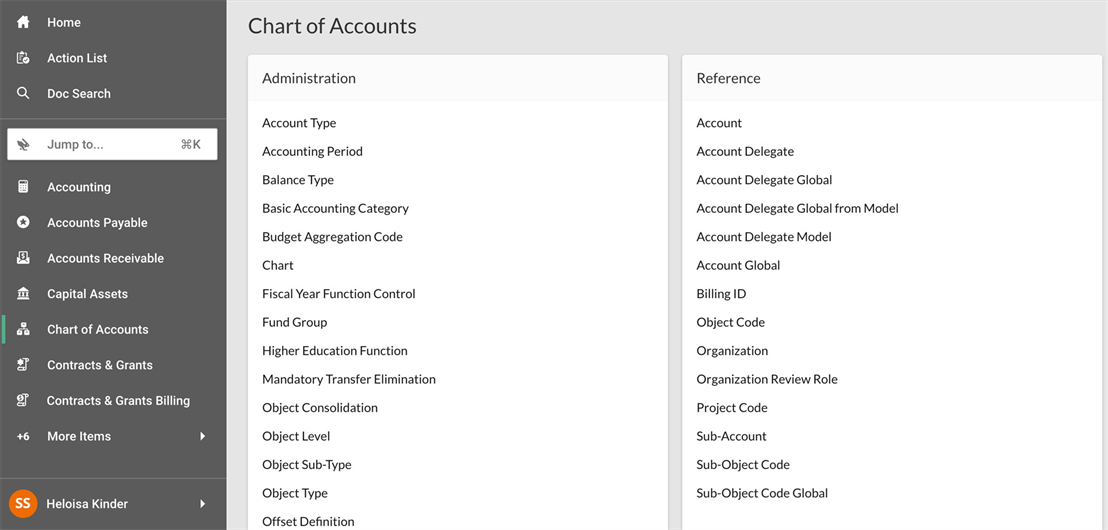 Home
Action List
Doc Search
Jump to... ⌘K
Accounting
Accounts Payable
Accounts Receivable
Capital Assets
Chart of Accounts
Contracts & Grants
Contracts & Grants Billing
+6 More Items
SS Heloisa Kinder
Chart of Accounts
Administration
Account Type
Accounting Period
Balance Type
Basic Accounting Category
Budget Aggregation Code
Chart
Fiscal Year Function Control
Fund Group
Higher Education Function
Mandatory Transfer Elimination
Object Consolidation
Object Level
Object Sub-Type
Object Type
Offset Definition
Reference
Account
Account Delegate
Account Delegate Global
Account Delegate Global from Model
Account Delegate Model
Account Global
Billing ID
Object Code
Organization
Organization Review Role
Project Code
Sub-Account
Sub-Object Code
Sub-Object Code Global